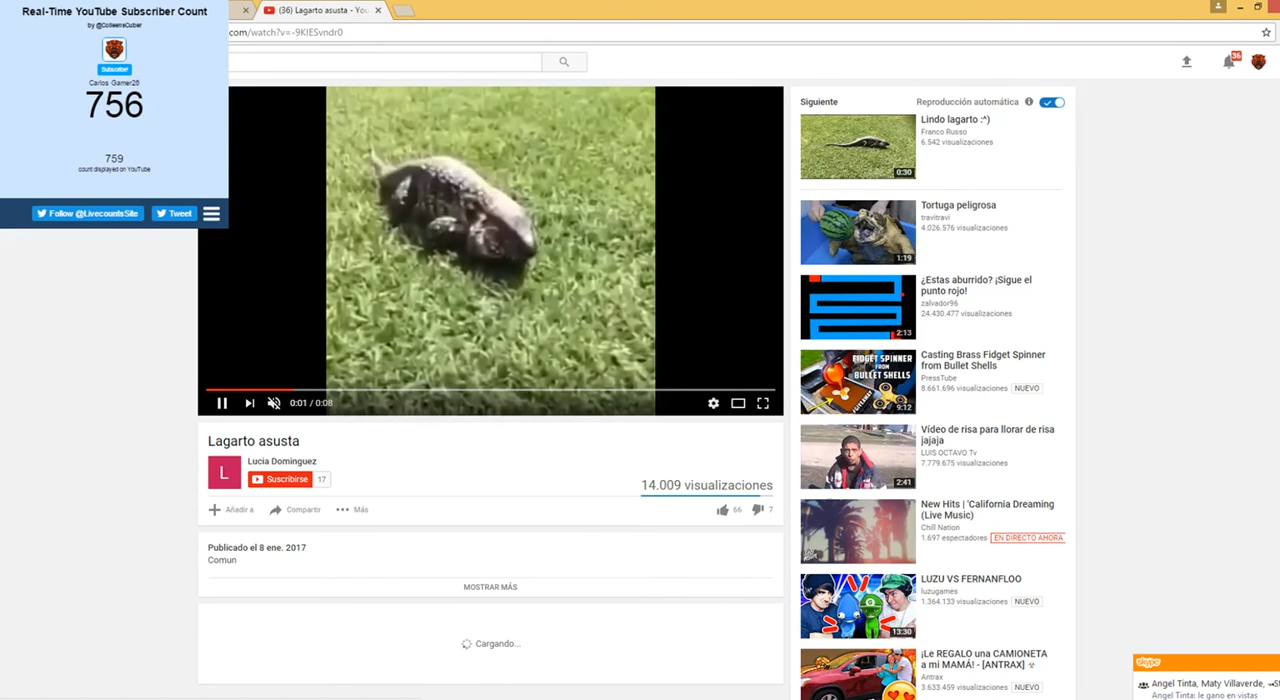 Real-Time YouTube Subscriber Count
by @ColleensCuber
Subscribe!
Carlos Gamer26
756
759
count displayed on YouTube
Follow @LivecountsSite
Tweet
(36) Lagarto asusta - You
com/watch?v=-9KIESvndr0
36
0:01 / 0:08
Lagarto asusta
L
Lucia Dominguez
Suscribirse 17
14.009 visualizaciones
Añadir a
Compartir
Más
66
7
Publicado el 8 ene. 2017
Comun
MOSTRAR MÁS
Cargando...
Siguiente
Reproducción automática
Lindo lagarto :^)
Franco Russo
6.542 visualizaciones
0:30
Tortuga peligrosa
travitravi
4.026.576 visualizaciones
1:19
¿Estas aburrido? ¡Sigue el
punto rojo!
zalvador96
24.430.477 visualizaciones
2:13
Casting Brass Fidget Spinner
from Bullet Shells
PressTube
8.661.696 visualizaciones
NUEVO
FIDGET SPINNER
FROM
BULLET SHELLS
9:12
Vídeo de risa para llorar de risa
jajaja
LUIS OCTAVO Tv
7.779.675 visualizaciones
2:41
New Hits | 'California Dreaming
(Live Music)
Chill Nation
1.697 espectadores
EN DIRECTO AHORA
LUZU VS FERNANFLOO
luzugames
1.364.133 visualizaciones
NUEVO
13:30
¡Le REGALO una CAMIONETA
a mi MAMÁ! - [ANTRAX]
Antrax
3.633.459 visualizaciones
NUEVO
skype
Angel Tinta, Maty Villaverde,
Angel Tinta: le gano en vistas